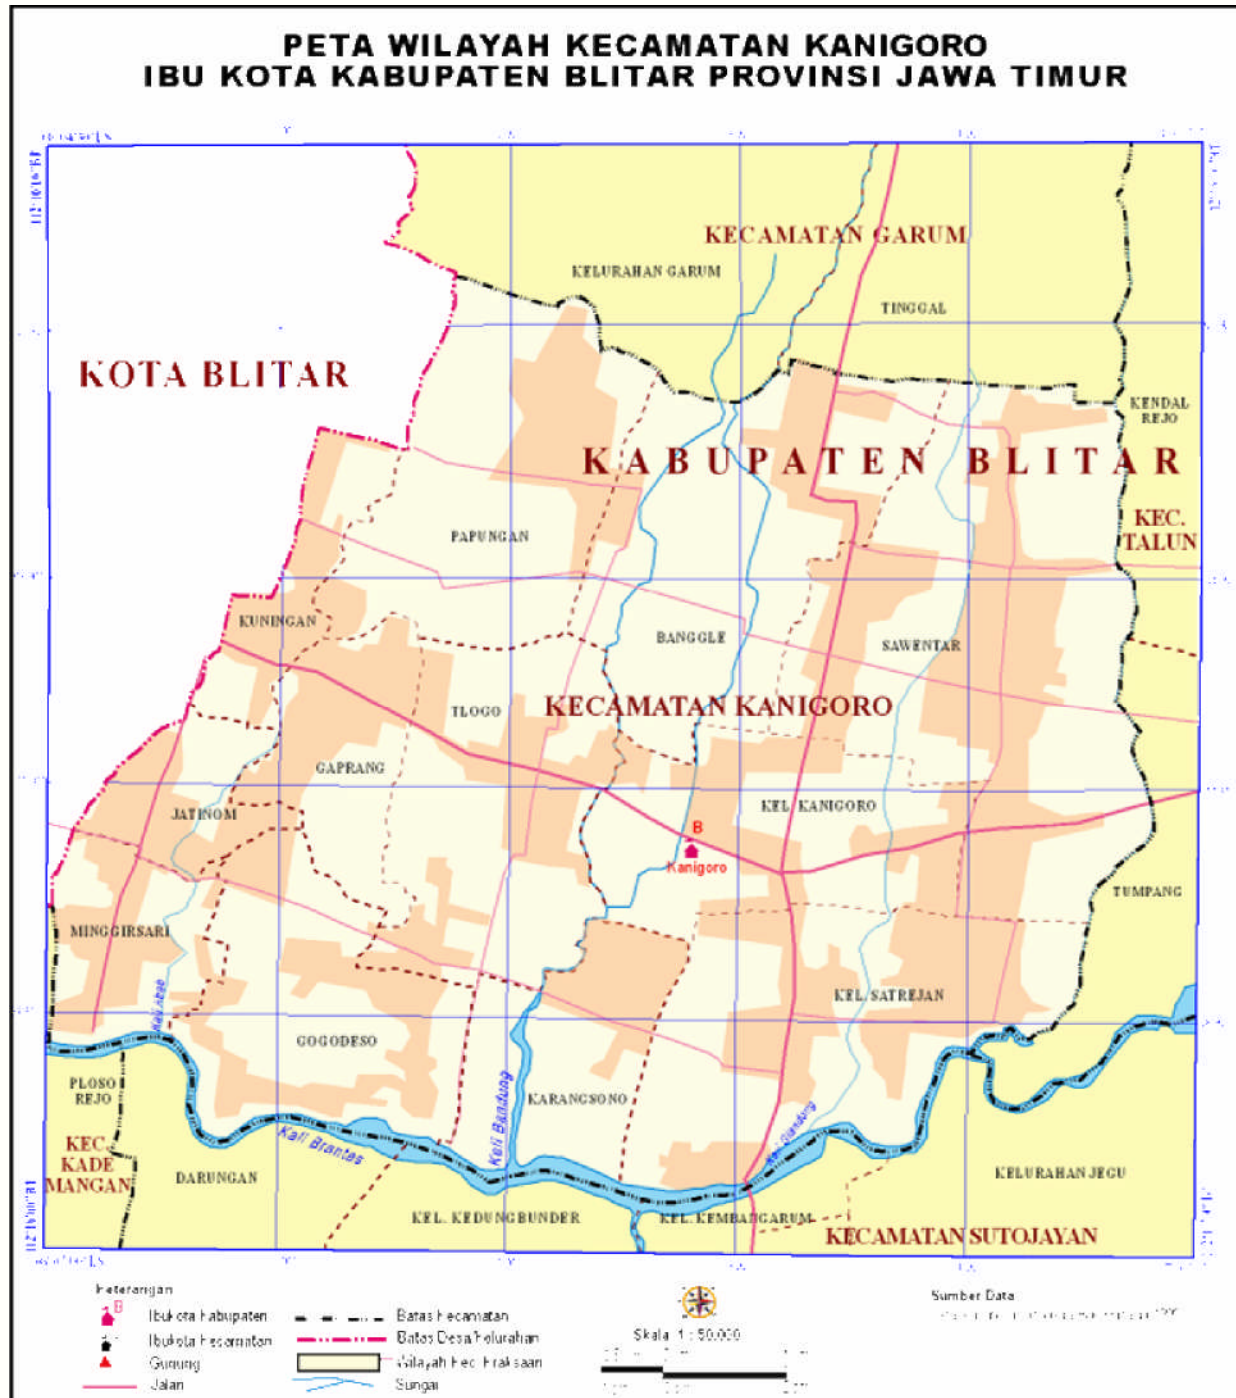 PETA WILAYAH KECAMATAN KANIGORO
IBU KOTA KABUPATEN BLITAR PROVINSI JAWA TIMUR
KECAMATAN GARUM
KELURAHAN GARUM
TINGGAL
KOTA BLITAR
KENDAL
REJO
KABUPATEN BLITAR
KEC.
TALUN
PAPUNGAN
KUNINGAN
BANGGLE
SAWENTAR
TLOGO
KECAMATAN KANIGORO
GAPRANG
JATINOM
KEL. KANIGORO
B
Kanigoro
TUMPANG
MINGGIRSARI
KEL. SATREJAN
GOGODESO
KARANGSONO
PLOSO
REJO
Kali Bandung
Kali Brantas
KEC.
KADE
MANGAN
DARUNGAN
KELURAHAN JEGU
KEL. KEDUNGBUNDER
KEL. KEMBANGARUM
KECAMATAN SUTOJAYAN
Keterangan
B
Ibukota Kabupaten
Ibukota Kecamatan
Gunung
Jalan
Batas Kecamatan
Batas Desa/Kelurahan
Wilayah Kec. Kraksaan
Sungai
Skala 1 : 50.000
Sumber Data